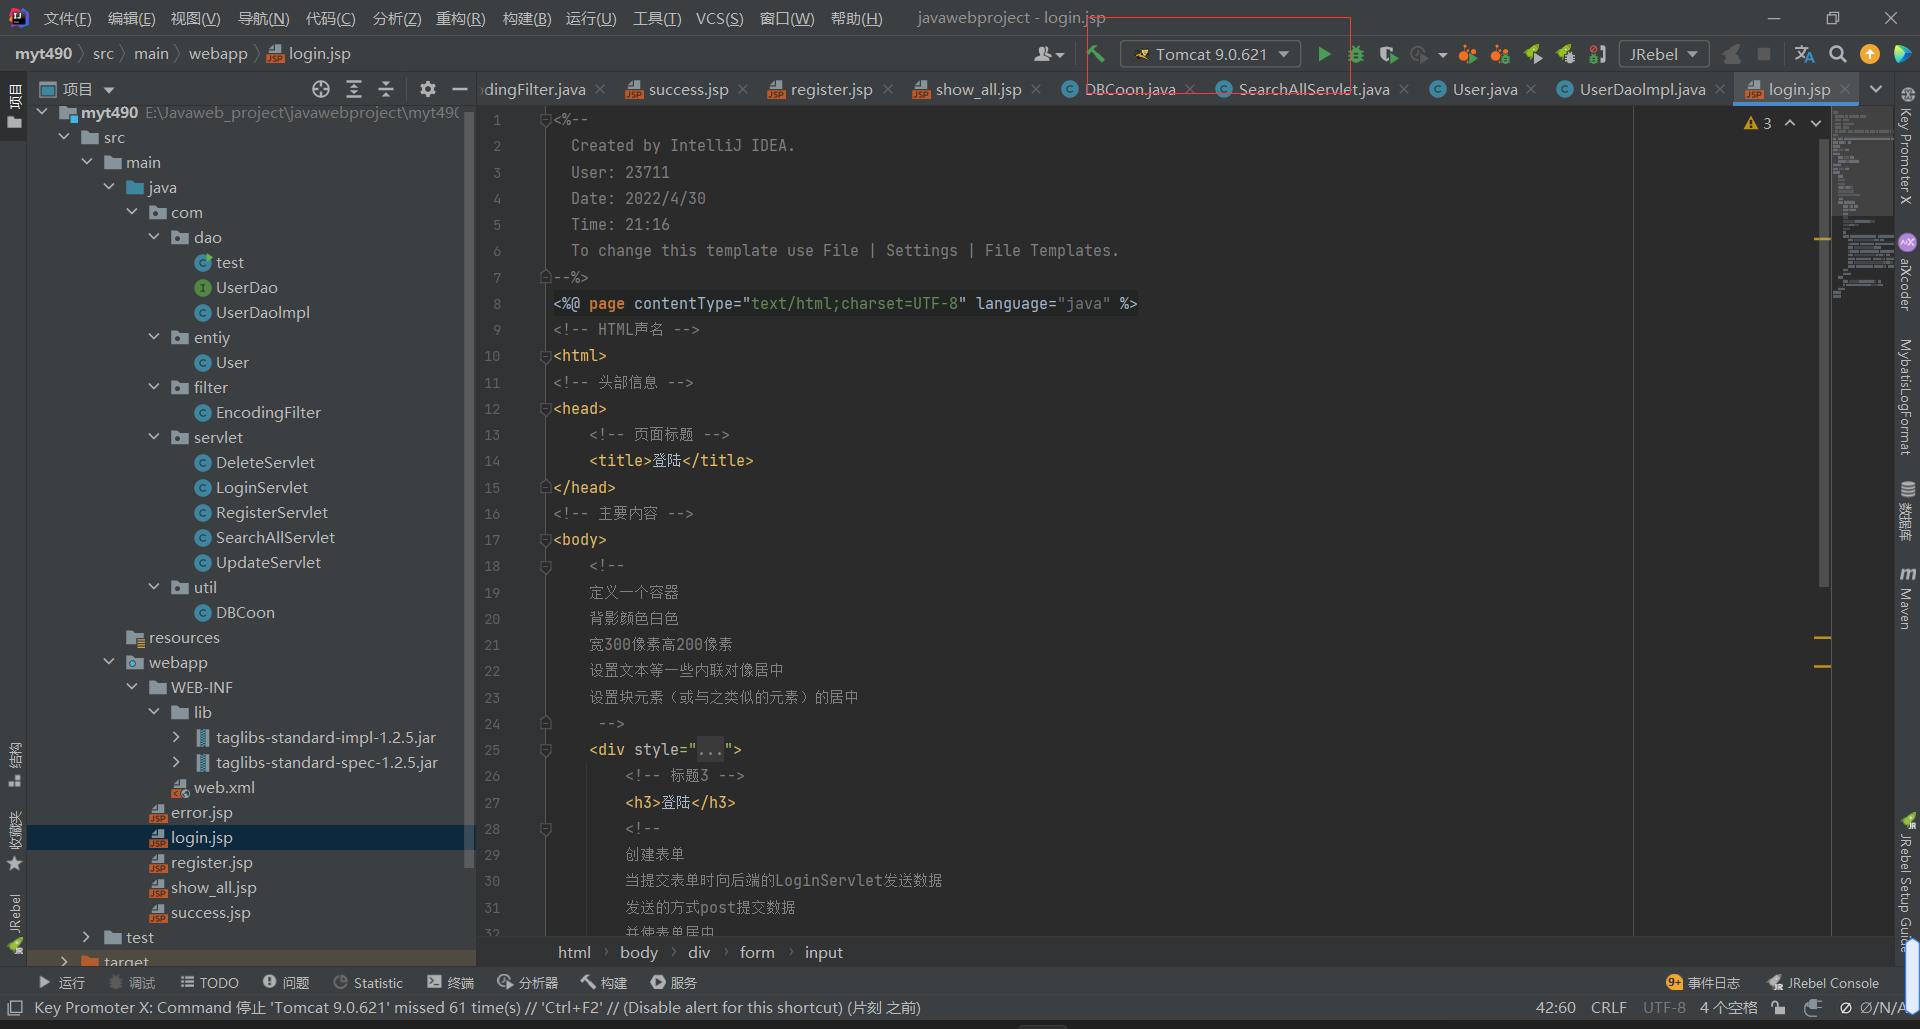 文件(F) 编辑(E) 视图(V) 导航(N) 代码(C) 分析(Z) 重构(R) 构建(B) 运行(U) 工具(T) VCS(S) 窗口(W) 帮助(H) javawebproject - login.jsp
myt490 src main webapp login.jsp Tomcat 9.0.621 JRebel
项目 dingFilter.java success.jsp register.jsp show_all.jsp DBCoon.java SearchAllServlet.java User.java UserDaoImpl.java login.jsp
myt490 E:\Javaweb_project\javawebproject\myt490
src
main
java
com
dao
test
UserDao
UserDaoImpl
entiy
User
filter
EncodingFilter
servlet
DeleteServlet
LoginServlet
RegisterServlet
SearchAllServlet
UpdateServlet
util
DBCoon
resources
webapp
WEB-INF
lib
taglibs-standard-impl-1.2.5.jar
taglibs-standard-spec-1.2.5.jar
web.xml
error.jsp
login.jsp
register.jsp
show_all.jsp
success.jsp
test
target
项目
结构
收藏夹
JRebel
3
1 <%--
2 Created by IntelliJ IDEA.
3 User: 23711
4 Date: 2022/4/30
5 Time: 21:16
6 To change this template use File | Settings | File Templates.
7 --%>
8 <%@ page contentType="text/html;charset=UTF-8" language="java" %>
9 <!-- HTML声名 -->
10 <html>
11 <!-- 头部信息 -->
12 <head>
13 <!-- 页面标题 -->
14 <title>登陆</title>
15 </head>
16 <!-- 主要内容 -->
17 <body>
18 <!--
19 定义一个容器
20 背影颜色白色
21 宽300像素高200像素
22 设置文本等一些内联对像居中
23 设置块元素（或与之类似的元素）的居中
24 -->
25 <div style="...">
26 <!-- 标题3 -->
27 <h3>登陆</h3>
28 <!--
29 创建表单
30 当提交表单时向后端的LoginServlet发送数据
31 发送的方式post提交数据
32 并使表单居中
html body div form input
Key Promoter X
aiXcoder
MybatisLogFormat
数据库
Maven
JRebel Setup Guide
运行 调试 TODO 问题 Statistic 终端 分析器 构建 服务 9+ 事件日志 JRebel Console
Key Promoter X: Command 停止 'Tomcat 9.0.621' missed 61 time(s) // 'Ctrl+F2' // (Disable alert for this shortcut) (片刻 之前) 42:60 CRLF UTF-8 4 个空格 Ø/N/A